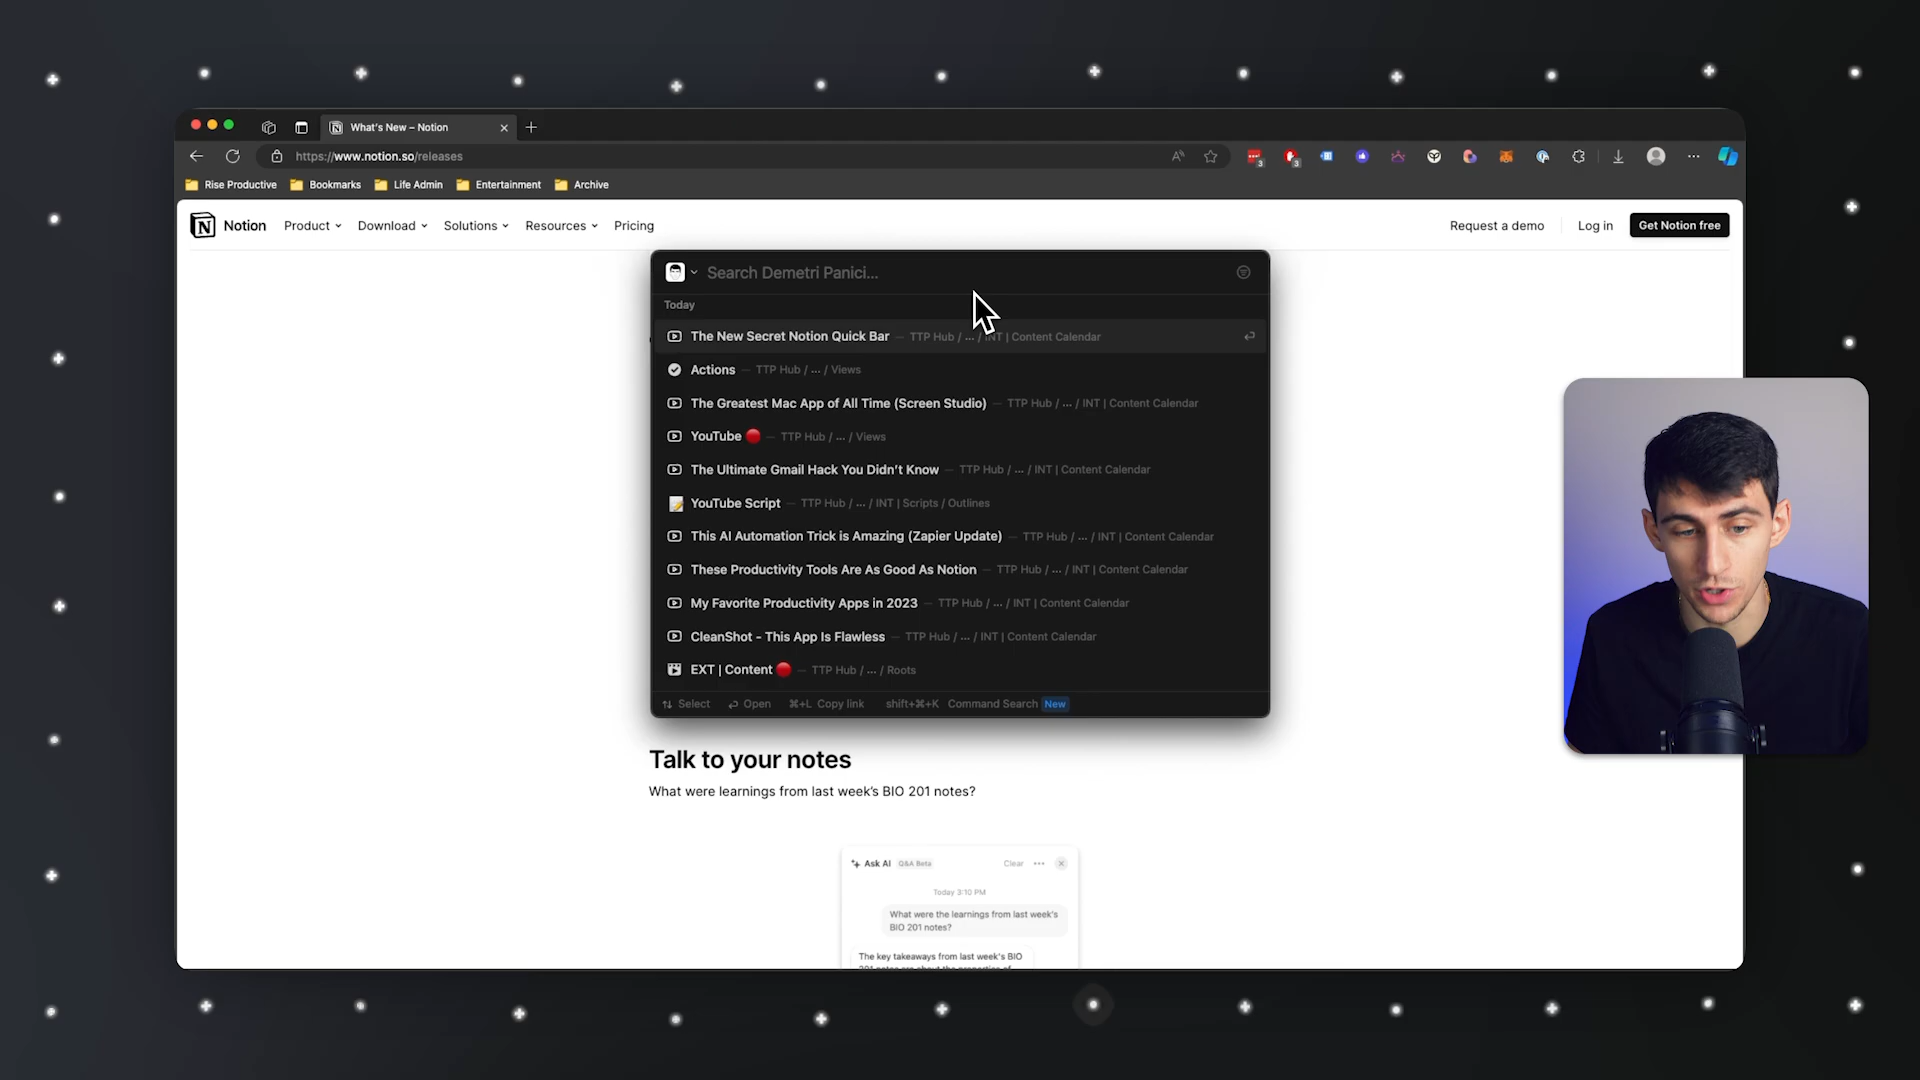 What's New – Notion
https://www.notion.so/releases
3
3
Rise Productive
Bookmarks
Life Admin
Entertainment
Archive
Notion
Product
Download
Solutions
Resources
Pricing
Request a demo
Log in
Get Notion free
Search Demetri Panici...
Today
The New Secret Notion Quick Bar — TTP Hub / ... / INT | Content Calendar
Actions — TTP Hub / ... / Views
The Greatest Mac App of All Time (Screen Studio) — TTP Hub / ... / INT | Content Calendar
YouTube 🔴 — TTP Hub / ... / Views
The Ultimate Gmail Hack You Didn't Know — TTP Hub / ... / INT | Content Calendar
YouTube Script — TTP Hub / ... / INT | Scripts / Outlines
This AI Automation Trick is Amazing (Zapier Update) — TTP Hub / ... / INT | Content Calendar
These Productivity Tools Are As Good As Notion — TTP Hub / ... / INT | Content Calendar
My Favorite Productivity Apps in 2023 — TTP Hub / ... / INT | Content Calendar
CleanShot - This App Is Flawless — TTP Hub / ... / INT | Content Calendar
EXT | Content 🔴 — TTP Hub / ... / Roots
Select Open ⌘+L Copy link shift+⌘+K Command Search New
Talk to your notes
What were learnings from last week's BIO 201 notes?
Ask AI Q&A Beta Clear
Today 3:10 PM
What were the learnings from last week's
BIO 201 notes?
The key takeaways from last week's BIO